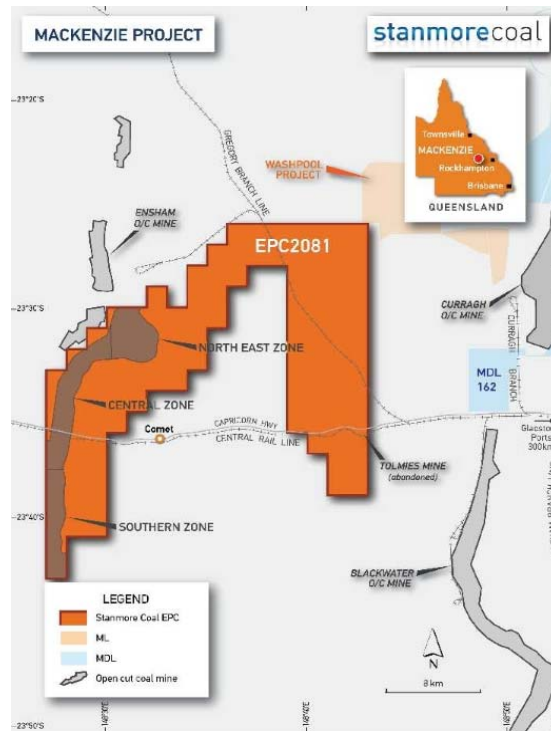 MACKENZIE PROJECT
stanmorecoal
23°20'S
Townsville
MACKENZIE
Rockhampton
Brisbane
QUEENSLAND
GREGORY BRANCH LINE
WASHPOOL
PROJECT
ENSHAM
O/C MINE
EPC2081
23°30'S
CURRAGH
O/C MINE
NORTH EAST ZONE
MDL
162
CURRAGH
BRANCH
CENTRAL ZONE
Comet
CAPRICORN HWY
CENTRAL RAIL LINE
Ports
300km
TOLMIES MINE
(abandoned)
23°40'S
SOUTHERN ZONE
BLACKWATER
O/C MINE
LEGEND
Stanmore Coal EPC
ML
MDL
Open cut coal mine
N
8 km
23°50'S